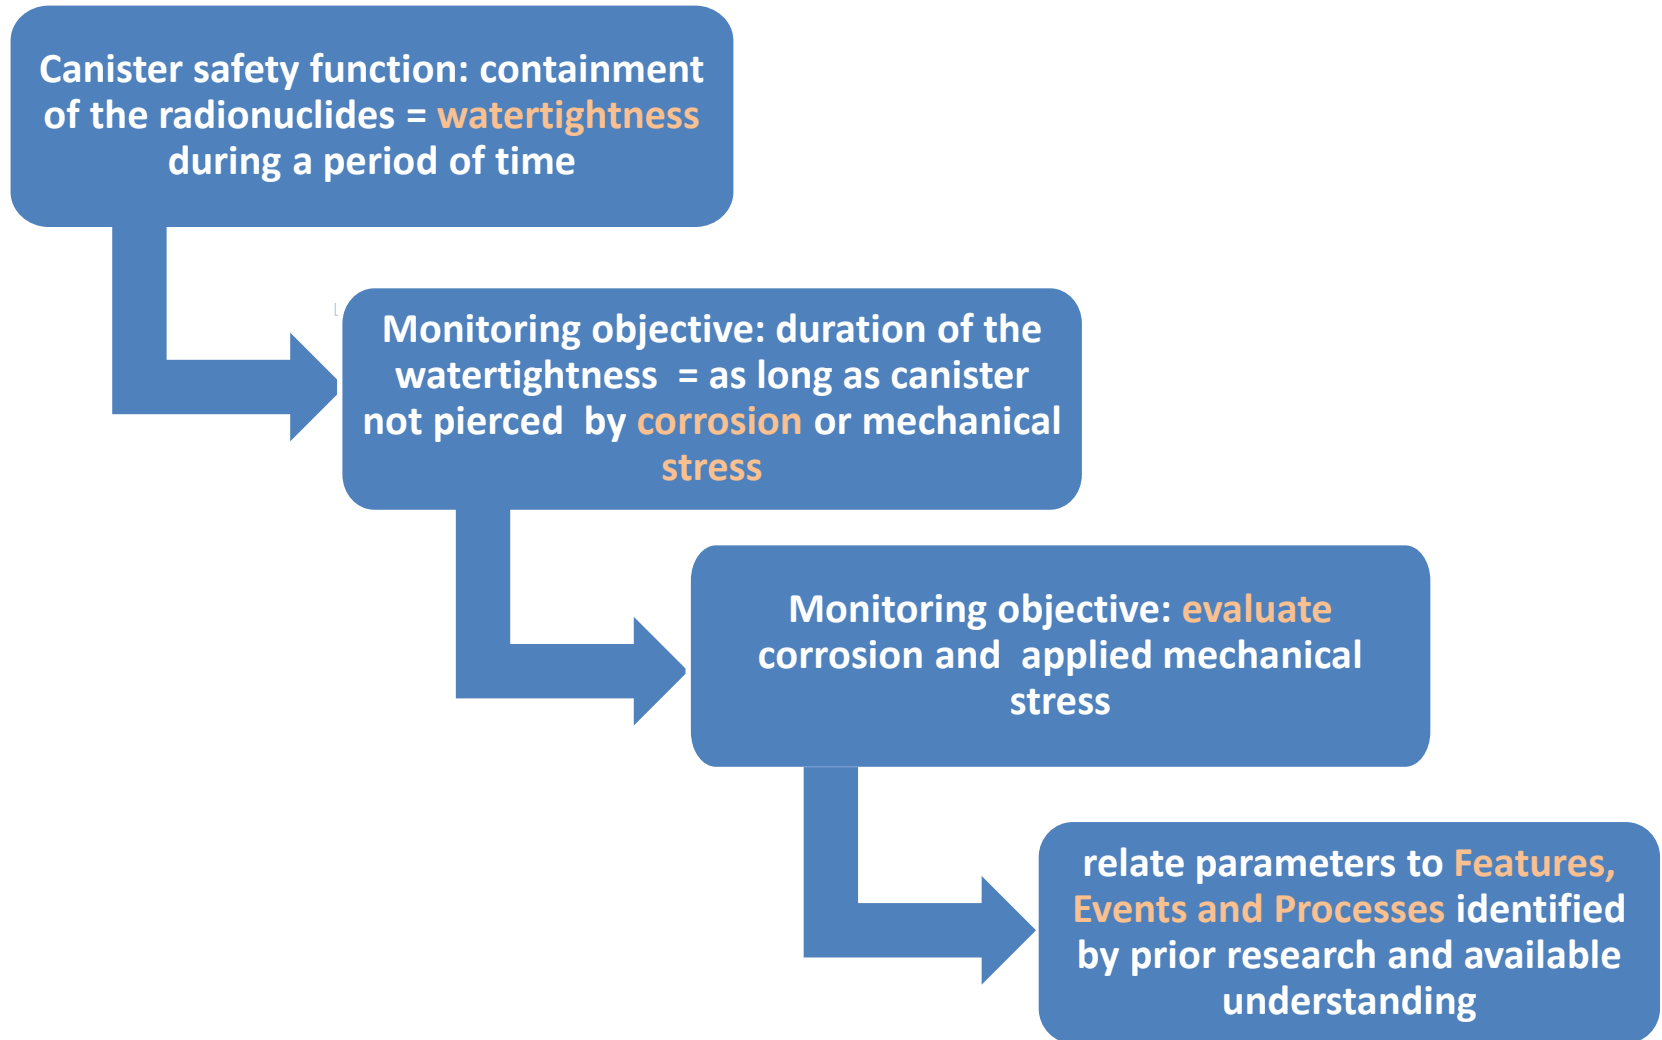 Canister safety function: containment
of the radionuclides = watertightness
during a period of time
Monitoring objective: duration of the
watertightness  = as long as canister
not pierced  by corrosion or mechanical
stress
Monitoring objective: evaluate
corrosion and  applied mechanical
stress
relate parameters to Features,
Events and Processes identified
by prior research and available
understanding